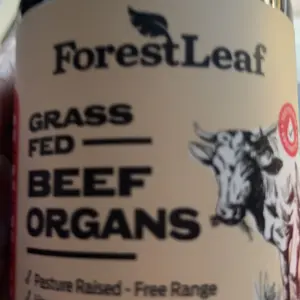 ForestLeaf
GRASS
FED
BEEF
ORGANS
√ Pasture Raised - Free Range